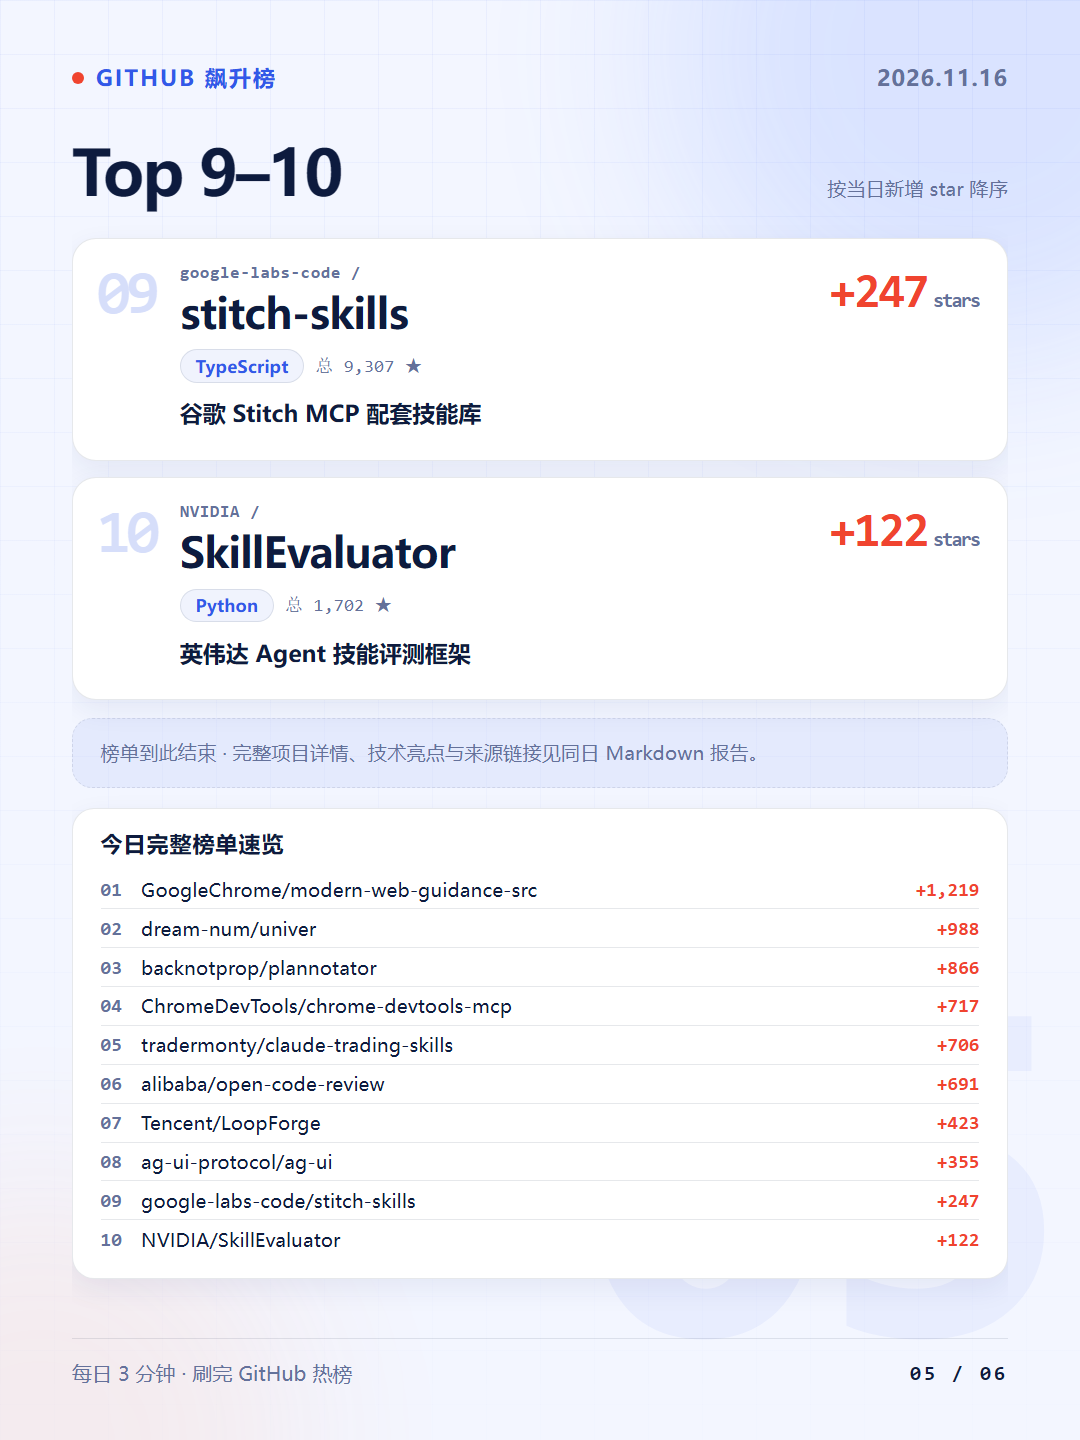 GITHUB 飙升榜
2026.11.16
Top 9–10
按当日新增 star 降序
09
google-labs-code /
stitch-skills
+247 stars
TypeScript 总 9,307 ★
谷歌 Stitch MCP 配套技能库
10
NVIDIA /
SkillEvaluator
+122 stars
Python 总 1,702 ★
英伟达 Agent 技能评测框架
榜单到此结束 · 完整项目详情、技术亮点与来源链接见同日 Markdown 报告。
今日完整榜单速览
01 GoogleChrome/modern-web-guidance-src +1,219
02 dream-num/univer +988
03 backnotprop/plannotator +866
04 ChromeDevTools/chrome-devtools-mcp +717
05 tradermonty/claude-trading-skills +706
06 alibaba/open-code-review +691
07 Tencent/LoopForge +423
08 ag-ui-protocol/ag-ui +355
09 google-labs-code/stitch-skills +247
10 NVIDIA/SkillEvaluator +122
05
每日 3 分钟 · 刷完 GitHub 热榜
05 / 06